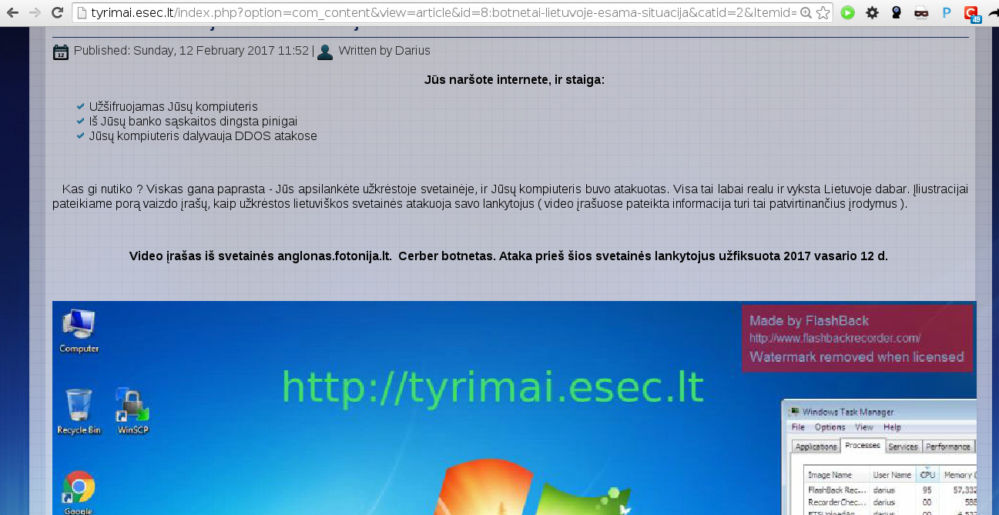 tyrimai.esec.lt/index.php?option=com_content&view=article&id=8:botnetai-lietuvoje-esama-situacija&catid=2&Itemid=
49
12
Published: Sunday, 12 February 2017 11:52 | Written by Darius
Jūs naršote internete, ir staiga:
Užšifruojamas Jūsų kompiuteris
Iš Jūsų banko sąskaitos dingsta pinigai
Jūsų kompiuteris dalyvauja DDOS atakose
Kas gi nutiko ? Viskas gana paprasta - Jūs apsilankėte užkrėstoje svetainėje, ir Jūsų kompiuteris buvo atakuotas. Visa tai labai realu ir vyksta Lietuvoje dabar. Įliustracijai
pateikiame porą vaizdo įrašų, kaip užkrėstos lietuviškos svetainės atakuoja savo lankytojus ( video įrašuose pateikta informacija turi tai patvirtinančius įrodymus ).
Video įrašas iš svetainės anglonas.fotonija.lt. Cerber botnetas. Ataka prieš šios svetainės lankytojus užfiksuota 2017 vasario 12 d.
Made by FlashBack
http://www.flashbackrecorder.com/
Watermark removed when licensed
Computer
http://tyrimai.esec.lt
Recycle Bin
WinSCP
Windows Task Manager
File Options View Help
Applications Processes Services Performance
Image Name User Name CPU Memory (
FlashBack Rec... darius 95 57,332
RecorderChec... darius 00
darius 00
Google